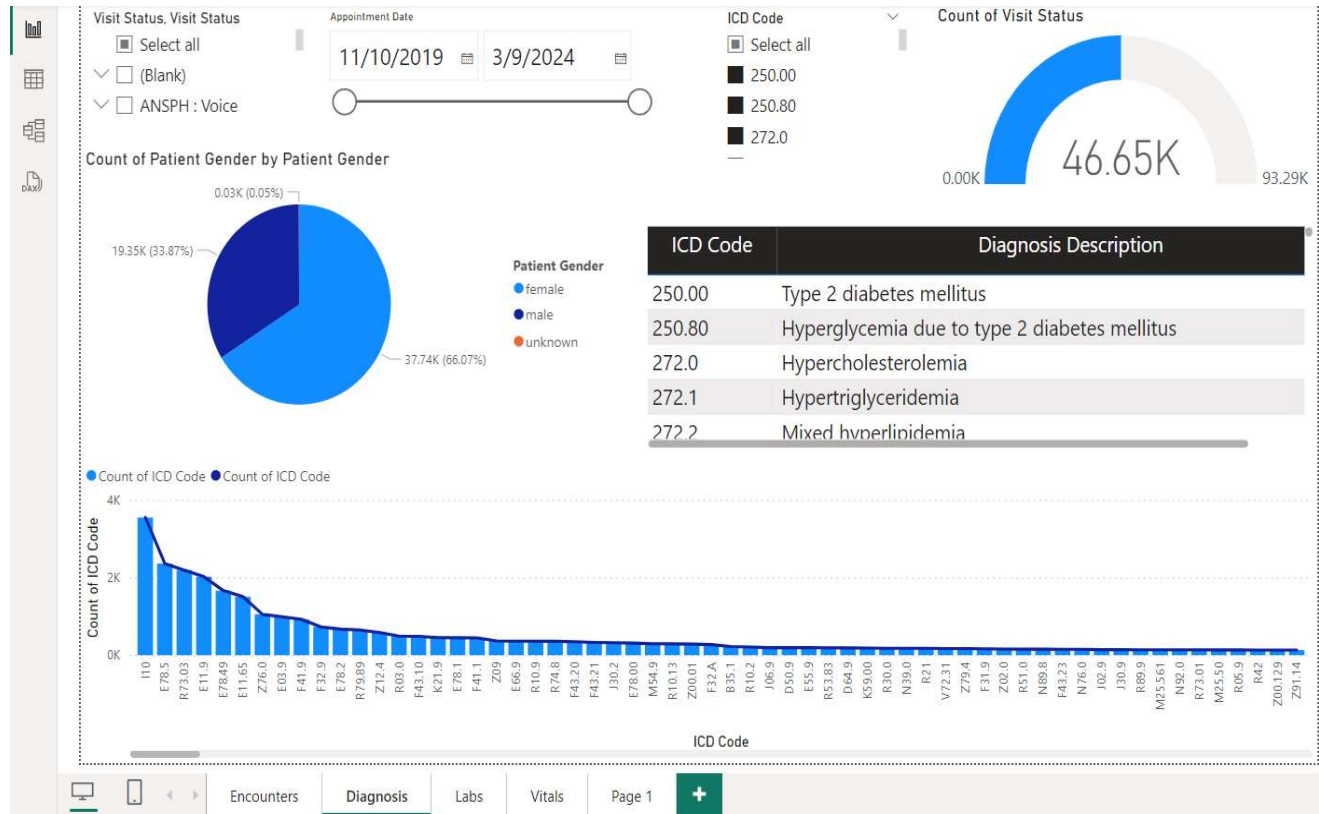 Visit Status, Visit Status
Select all
(Blank)
ANSPH : Voice
Appointment Date
11/10/2019
3/9/2024
ICD Code
Select all
250.00
250.80
272.0
Count of Visit Status
46.65K
0.00K
93.29K
DAX
Count of Patient Gender by Patient Gender
0.03K (0.05%)
19.35K (33.87%)
37.74K (66.07%)
Patient Gender
female
male
unknown
ICD Code Diagnosis Description
250.00 Type 2 diabetes mellitus
250.80 Hyperglycemia due to type 2 diabetes mellitus
272.0 Hypercholesterolemia
272.1 Hypertriglyceridemia
272.2 Mixed hyperlipidemia
Count of ICD Code Count of ICD Code
Count of ICD Code
4K
2K
0K
I10
E78.5
R73.03
E11.9
E78.49
E11.65
Z76.0
E03.9
F41.9
F32.9
E78.2
R79.89
Z12.4
R03.0
F43.10
K21.9
E78.1
F41.1
Z09
E66.9
R10.9
R74.8
F43.20
F43.21
J30.2
E78.00
M54.9
R10.13
Z00.01
F32.A
B35.1
R10.2
J06.9
D50.9
E55.9
R53.83
D64.9
K59.00
R30.0
N39.0
R21
V72.31
Z79.4
F31.9
Z02.0
R51.0
N89.8
F43.23
N76.0
J02.9
J30.9
R89.9
M25.561
N92.0
R73.01
M25.50
R05.9
R42
Z00.129
Z91.14
ICD Code
Encounters Diagnosis Labs Vitals Page 1 +